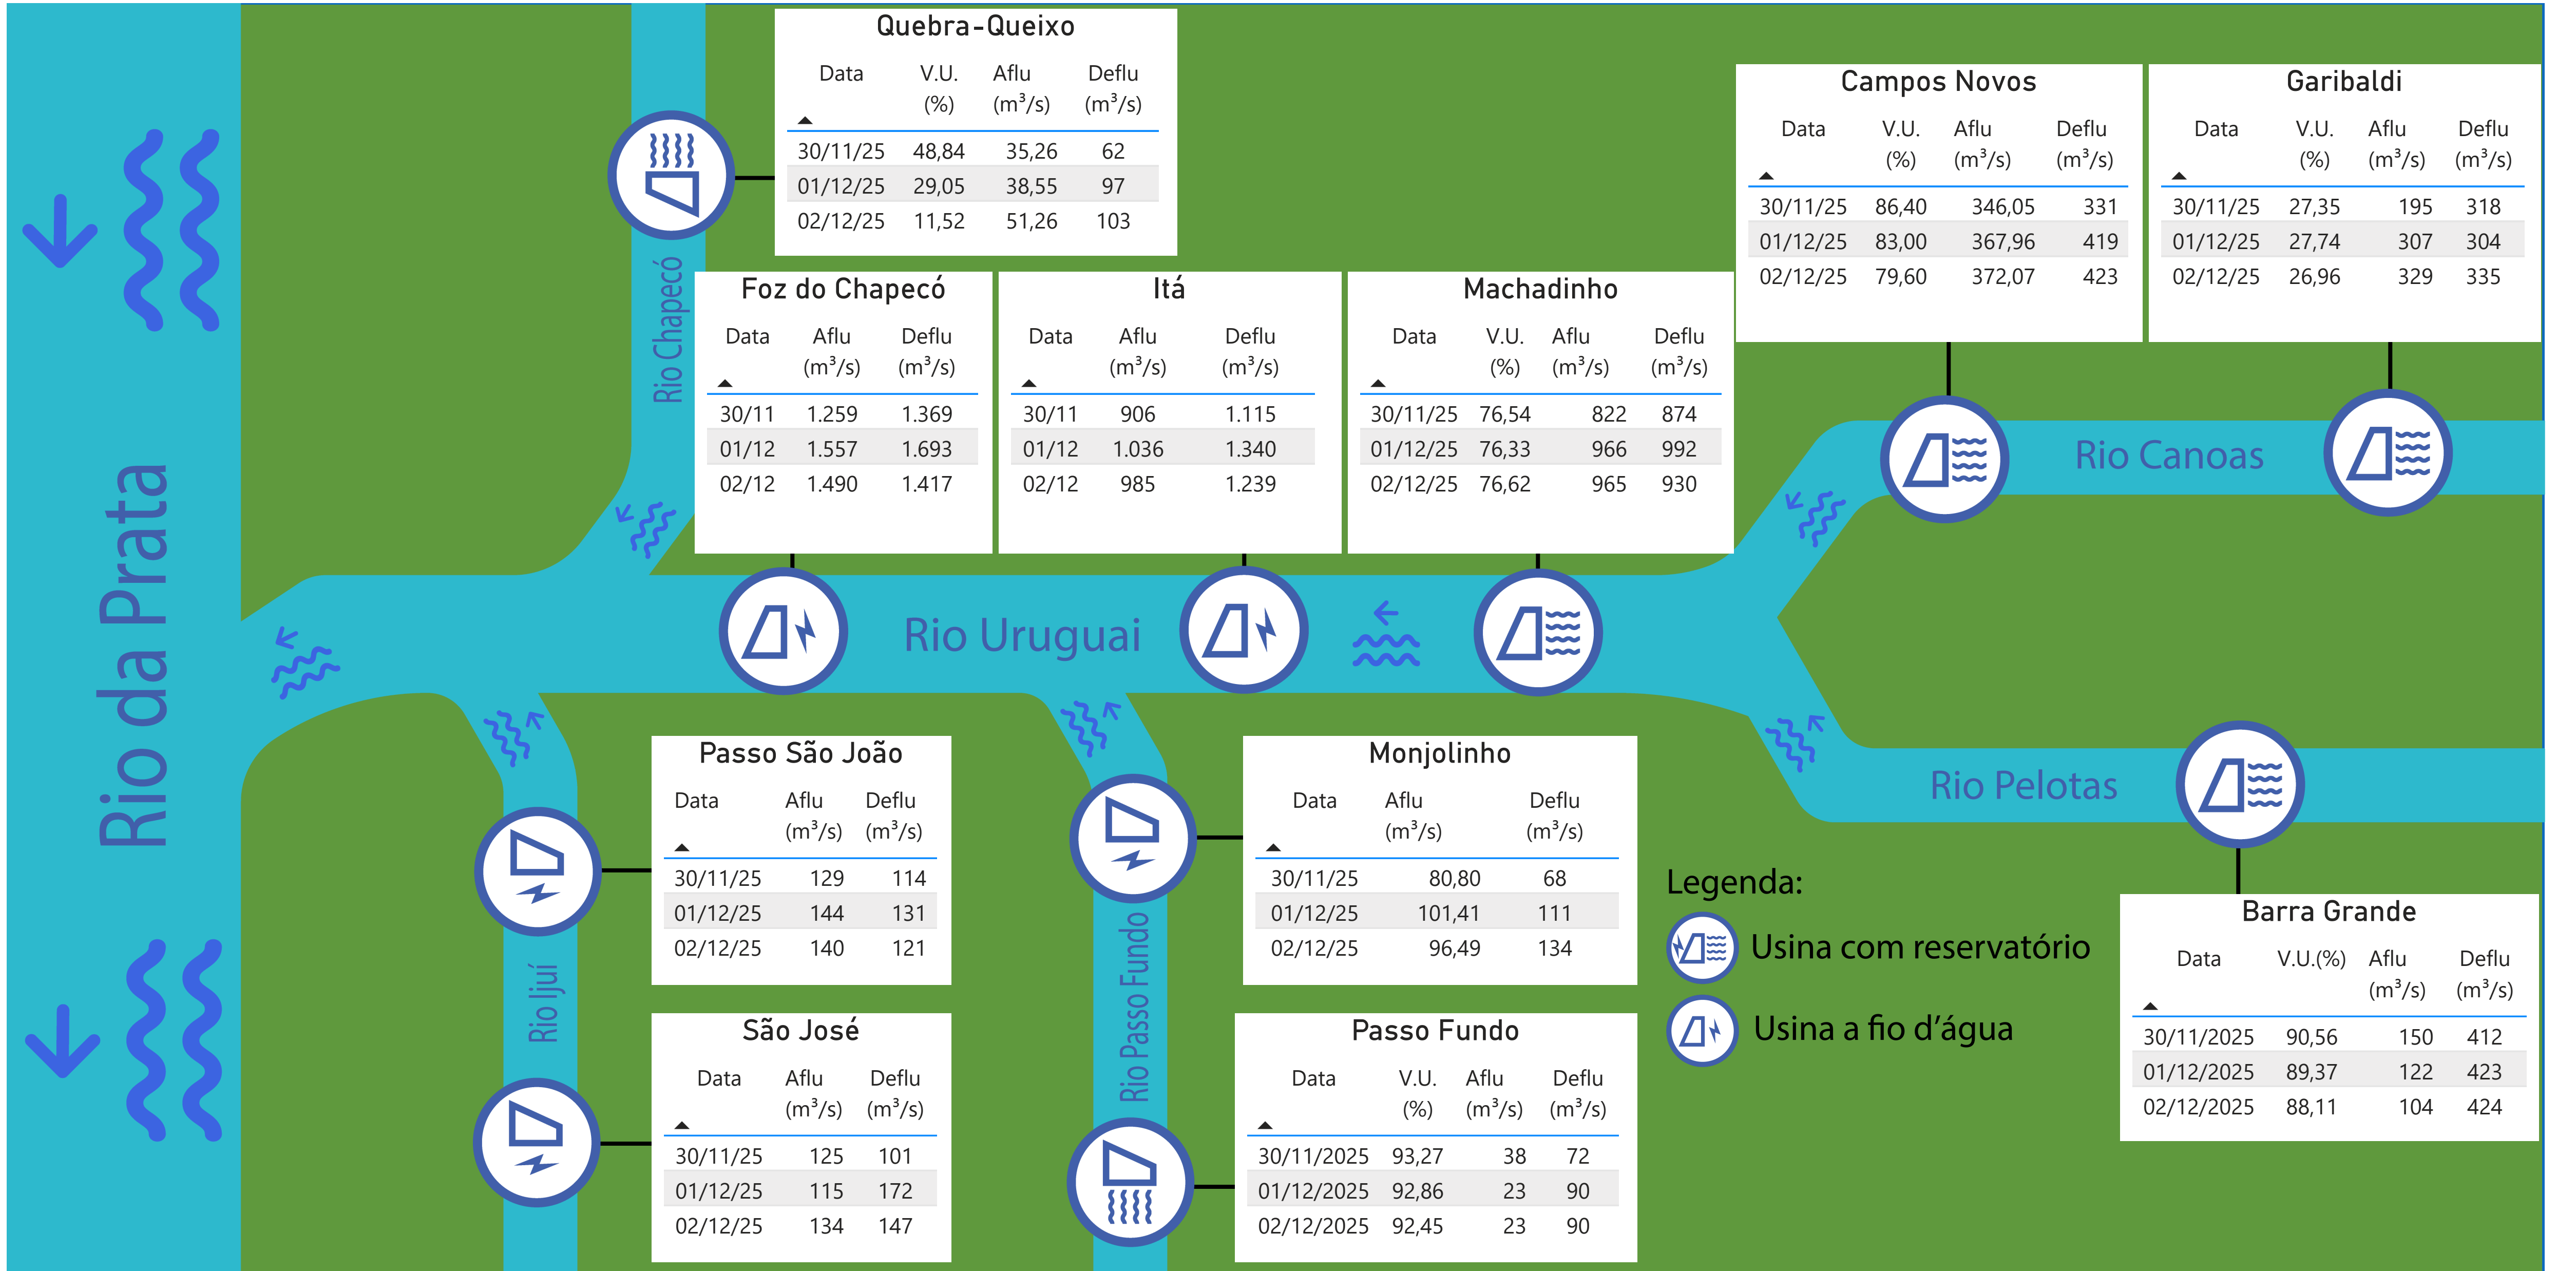 Quebra-Queixo
Data V.U. (%) Aflu (m³/s) Deflu (m³/s)
30/11/25 48,84 35,26 62
01/12/25 29,05 38,55 97
02/12/25 11,52 51,26 103
Campos Novos
Data V.U. (%) Aflu (m³/s) Deflu (m³/s)
30/11/25 86,40 346,05 331
01/12/25 83,00 367,96 419
02/12/25 79,60 372,07 423
Garibaldi
Data V.U. (%) Aflu (m³/s) Deflu (m³/s)
30/11/25 27,35 195 318
01/12/25 27,74 307 304
02/12/25 26,96 329 335
Rio Chapecó
Foz do Chapecó
Data Aflu (m³/s) Deflu (m³/s)
30/11 1.259 1.369
01/12 1.557 1.693
02/12 1.490 1.417
Itá
Data Aflu (m³/s) Deflu (m³/s)
30/11 906 1.115
01/12 1.036 1.340
02/12 985 1.239
Machadinho
Data V.U. (%) Aflu (m³/s) Deflu (m³/s)
30/11/25 76,54 822 874
01/12/25 76,33 966 992
02/12/25 76,62 965 930
Rio Canoas
Rio da Prata
Rio Uruguai
Rio Pelotas
Passo São João
Data Aflu (m³/s) Deflu (m³/s)
30/11/25 129 114
01/12/25 144 131
02/12/25 140 121
Monjolinho
Data Aflu (m³/s) Deflu (m³/s)
30/11/25 80,80 68
01/12/25 101,41 111
02/12/25 96,49 134
Legenda:
Usina com reservatório
Usina a fio d’água
Barra Grande
Data V.U.(%) Aflu (m³/s) Deflu (m³/s)
30/11/2025 90,56 150 412
01/12/2025 89,37 122 423
02/12/2025 88,11 104 424
Rio Ijuí
São José
Data Aflu (m³/s) Deflu (m³/s)
30/11/25 125 101
01/12/25 115 172
02/12/25 134 147
Rio Passo Fundo
Passo Fundo
Data V.U. (%) Aflu (m³/s) Deflu (m³/s)
30/11/2025 93,27 38 72
01/12/2025 92,86 23 90
02/12/2025 92,45 23 90